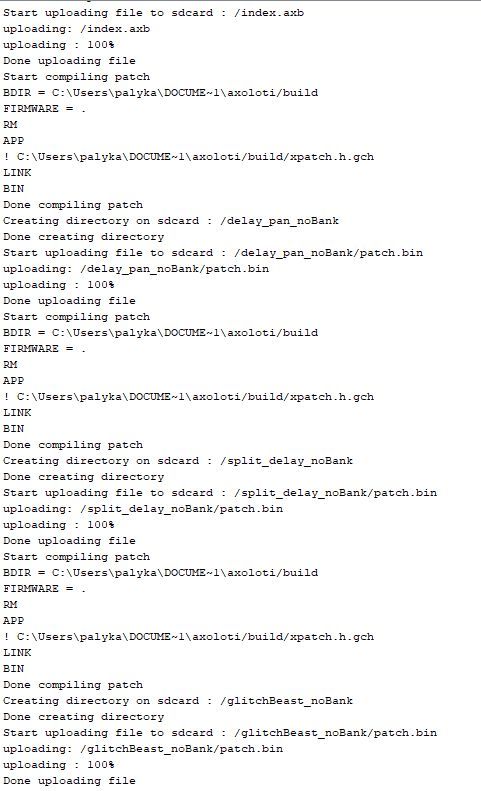 Start uploading file to sdcard : /index.axb
uploading: /index.axb
uploading : 100%
Done uploading file
Start compiling patch
BDIR = C:\Users\palyka\DOCUME~1\axoloti/build
FIRMWARE = .
RM
APP
! C:\Users\palyka\DOCUME~1\axoloti/build/xpatch.h.gch
LINK
BIN
Done compiling patch
Creating directory on sdcard : /delay_pan_noBank
Done creating directory
Start uploading file to sdcard : /delay_pan_noBank/patch.bin
uploading: /delay_pan_noBank/patch.bin
uploading : 100%
Done uploading file
Start compiling patch
BDIR = C:\Users\palyka\DOCUME~1\axoloti/build
FIRMWARE = .
RM
APP
! C:\Users\palyka\DOCUME~1\axoloti/build/xpatch.h.gch
LINK
BIN
Done compiling patch
Creating directory on sdcard : /split_delay_noBank
Done creating directory
Start uploading file to sdcard : /split_delay_noBank/patch.bin
uploading: /split_delay_noBank/patch.bin
uploading : 100%
Done uploading file
Start compiling patch
BDIR = C:\Users\palyka\DOCUME~1\axoloti/build
FIRMWARE = .
RM
APP
! C:\Users\palyka\DOCUME~1\axoloti/build/xpatch.h.gch
LINK
BIN
Done compiling patch
Creating directory on sdcard : /glitchBeast_noBank
Done creating directory
Start uploading file to sdcard : /glitchBeast_noBank/patch.bin
uploading: /glitchBeast_noBank/patch.bin
uploading : 100%
Done uploading file